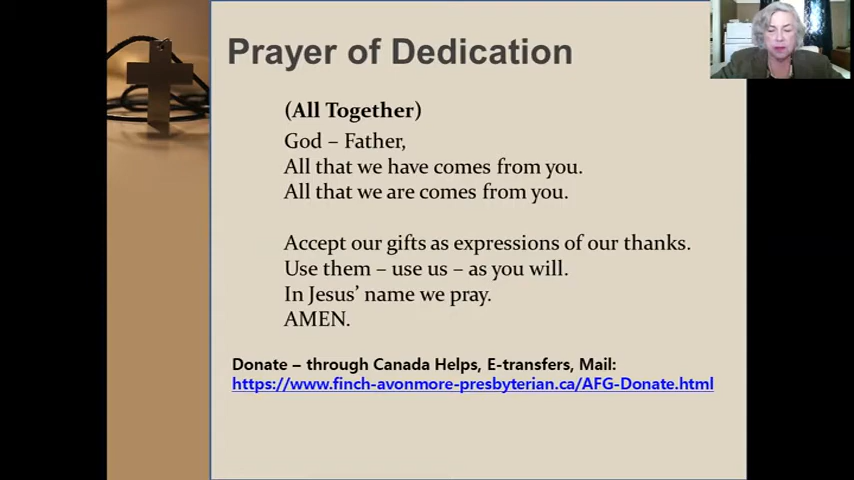 Prayer of Dedication
(All Together)
God – Father,
All that we have comes from you.
All that we are comes from you.
Accept our gifts as expressions of our thanks.
Use them – use us – as you will.
In Jesus’ name we pray.
AMEN.
Donate – through Canada Helps, E-transfers, Mail:
https://www.finch-avonmore-presbyterian.ca/AFG-Donate.html